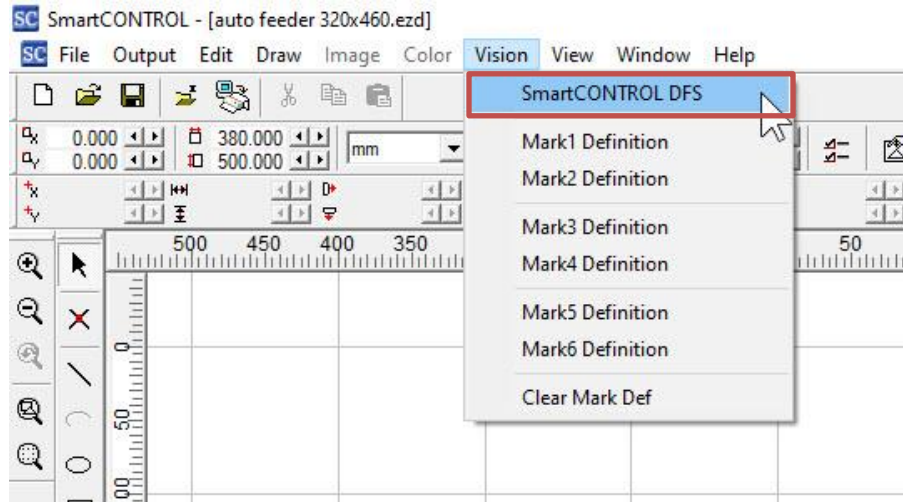 SC SmartCONTROL - [auto feeder 320x460.ezd]
SC File Output Edit Draw Image Color Vision View Window Help
SmartCONTROL DFS
Mark1 Definition
Mark2 Definition
Mark3 Definition
Mark4 Definition
Mark5 Definition
Mark6 Definition
Clear Mark Def
X 0.000 380.000 mm
Y 0.000 500.000
X
Y
500 450 400 350 50
0
50